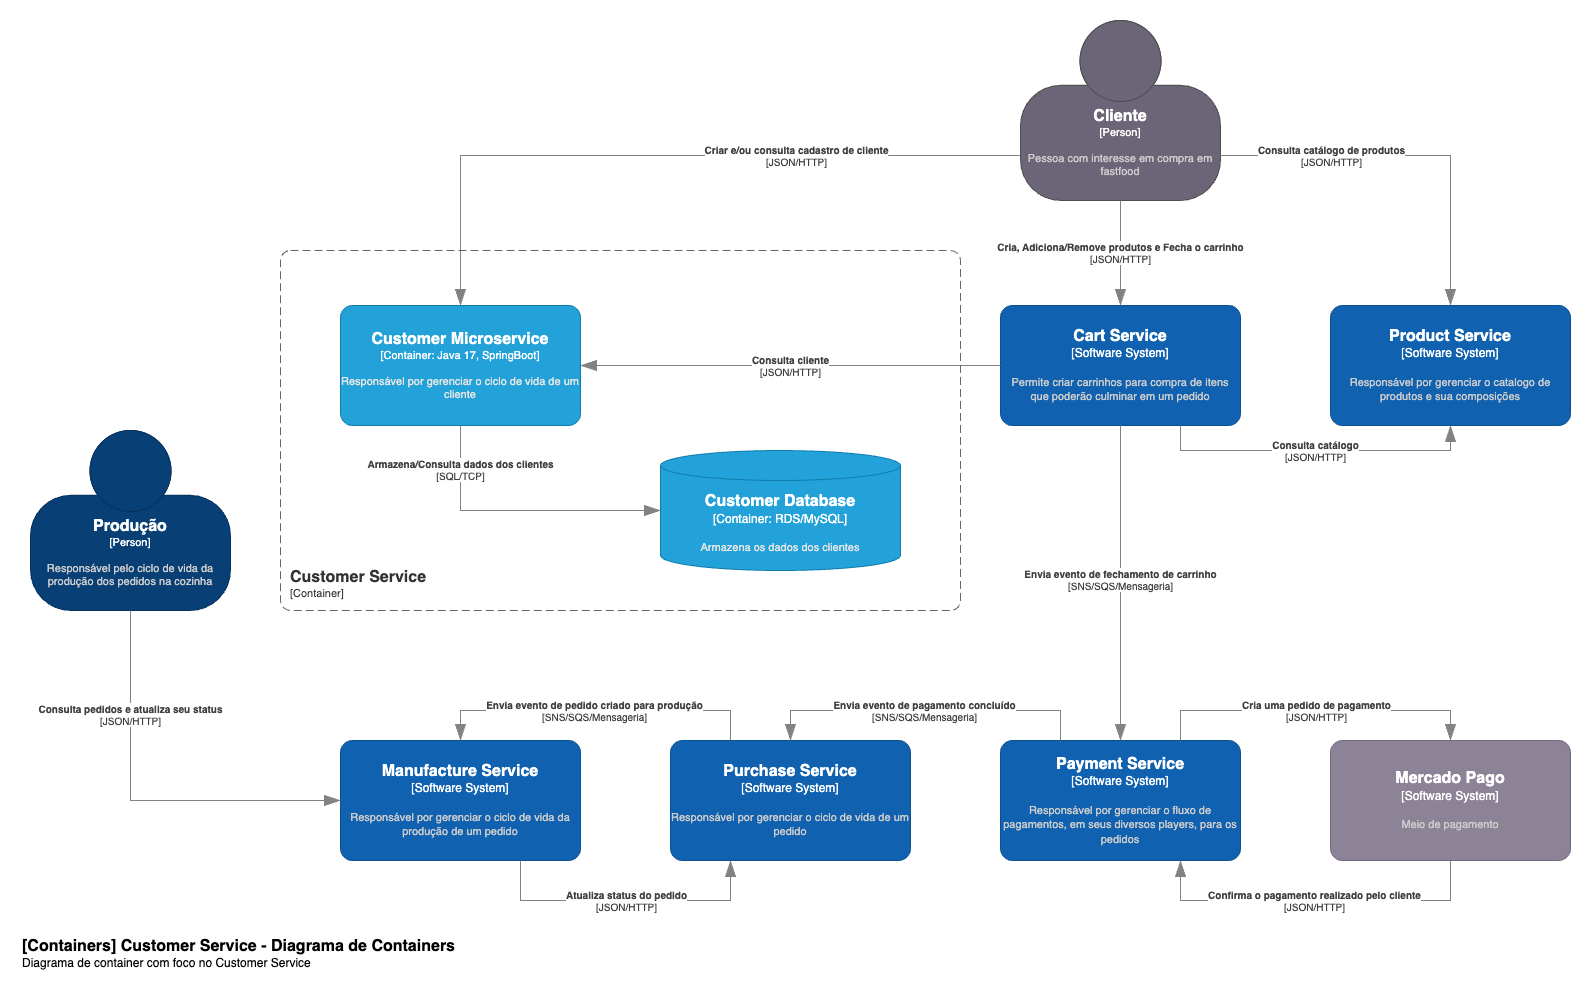 Cliente
[Person]
Pessoa com interesse em compra em
fastfood
Criar e/ou consulta cadastro de cliente
[JSON/HTTP]
Consulta catálogo de produtos
[JSON/HTTP]
Cria, Adiciona/Remove produtos e Fecha o carrinho
[JSON/HTTP]
Customer Microservice
[Container: Java 17, SpringBoot]
Responsável por gerenciar o ciclo de vida de um
cliente
Consulta cliente
[JSON/HTTP]
Cart Service
[Software System]
Permite criar carrinhos para compra de itens
que poderão culminar em um pedido
Product Service
[Software System]
Responsável por gerenciar o catalogo de
produtos e sua composições
Consulta catálogo
[JSON/HTTP]
Armazena/Consulta dados dos clientes
[SQL/TCP]
Customer Database
[Container: RDS/MySQL]
Armazena os dados dos clientes
Customer Service
[Container]
Produção
[Person]
Responsável pelo ciclo de vida da
produção dos pedidos na cozinha
Envia evento de fechamento de carrinho
[SNS/SQS/Mensageria]
Consulta pedidos e atualiza seu status
[JSON/HTTP]
Envia evento de pedido criado para produção
[SNS/SQS/Mensageria]
Envia evento de pagamento concluído
[SNS/SQS/Mensageria]
Cria uma pedido de pagamento
[JSON/HTTP]
Manufacture Service
[Software System]
Responsável por gerenciar o ciclo de vida da
produção de um pedido
Purchase Service
[Software System]
Responsável por gerenciar o ciclo de vida de um
pedido
Payment Service
[Software System]
Responsável por gerenciar o fluxo de
pagamentos, em seus diversos players, para os
pedidos
Mercado Pago
[Software System]
Meio de pagamento
Atualiza status do pedido
[JSON/HTTP]
Confirma o pagamento realizado pelo cliente
[JSON/HTTP]
[Containers] Customer Service - Diagrama de Containers
Diagrama de container com foco no Customer Service